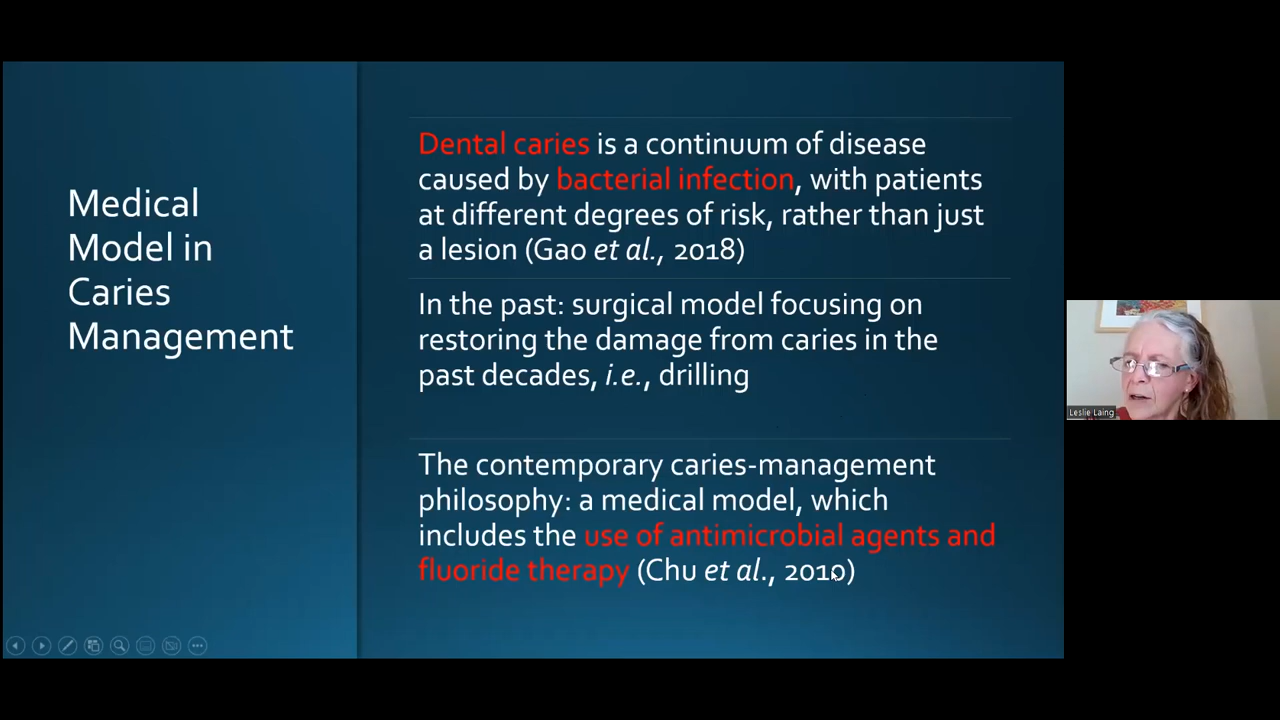 Medical
Model in
Caries
Management
Dental caries is a continuum of disease
caused by bacterial infection, with patients
at different degrees of risk, rather than just
a lesion (Gao et al., 2018)
In the past: surgical model focusing on
restoring the damage from caries in the
past decades, i.e., drilling
The contemporary caries-management
philosophy: a medical model, which
includes the use of antimicrobial agents and
fluoride therapy (Chu et al., 2010)
Leslie Laing